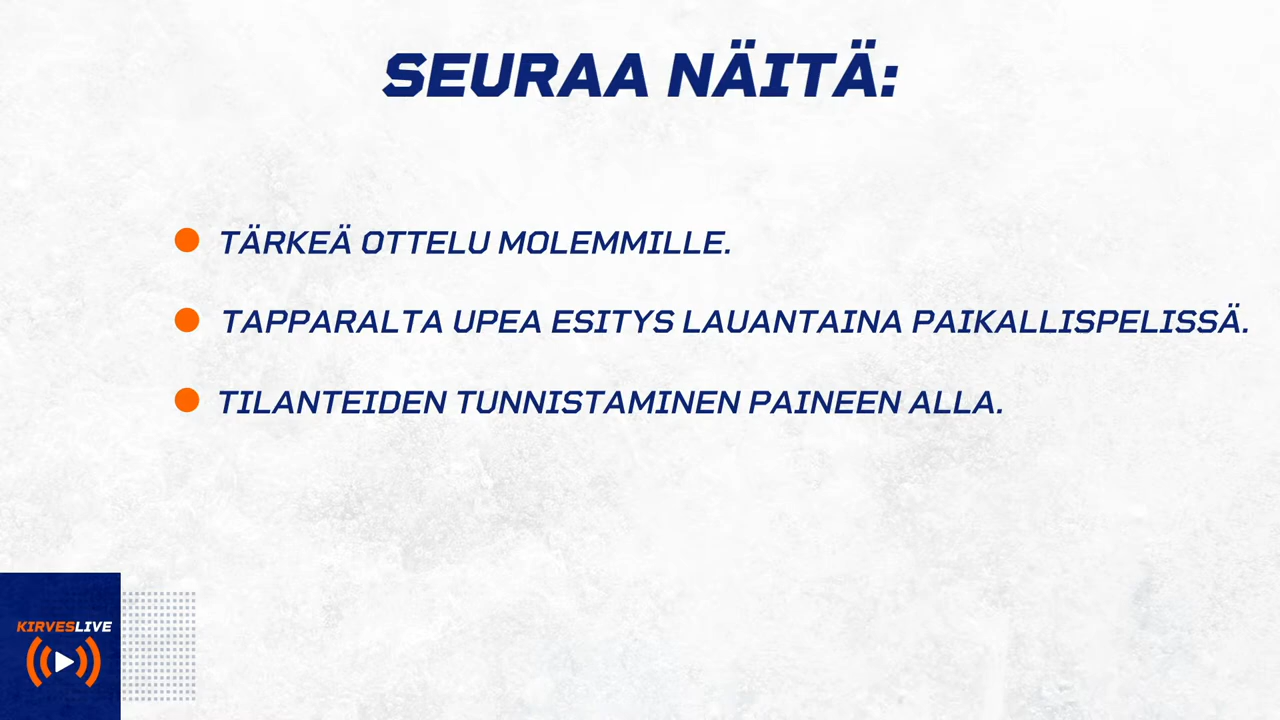 SEURAA NÄITÄ:
TÄRKEÄ OTTELU MOLEMMILLE.
TAPPARALTA UPEA ESITYS LAUANTAINA PAIKALLISPELISSÄ.
TILANTEIDEN TUNNISTAMINEN PAINEEN ALLA.
KIRVESLIVE